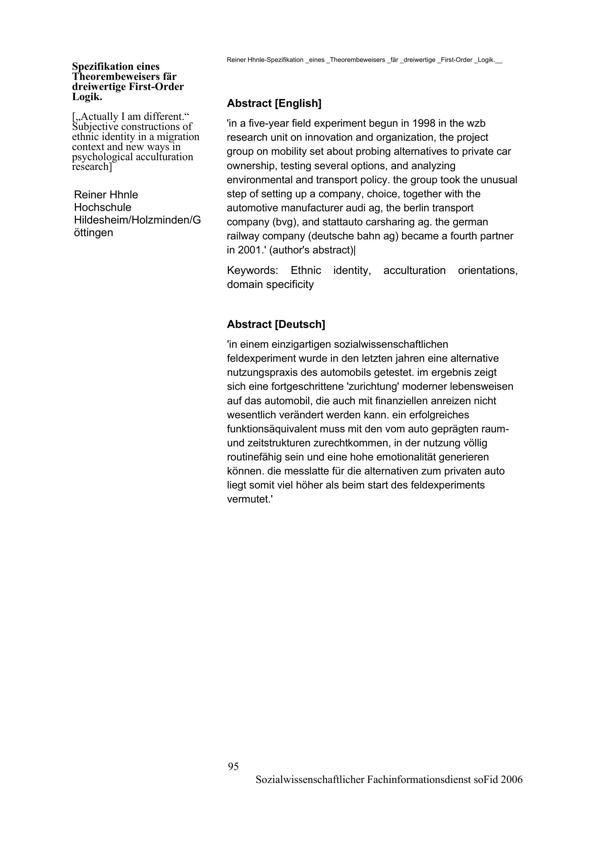 Reiner Hhnle-Spezifikation _eines _Theorembeweisers _fär _dreiwertige _First-Order _Logik.__
Spezifikation eines
Theorembeweisers fär
dreiwertige First-Order
Logik.
[„Actually I am different.“
Subjective constructions of
ethnic identity in a migration
context and new ways in
psychological acculturation
research]
Reiner Hhnle
Hochschule
Hildesheim/Holzminden/G
öttingen
Abstract [English]
'in a five-year field experiment begun in 1998 in the wzb
research unit on innovation and organization, the project
group on mobility set about probing alternatives to private car
ownership, testing several options, and analyzing
environmental and transport policy. the group took the unusual
step of setting up a company, choice, together with the
automotive manufacturer audi ag, the berlin transport
company (bvg), and stattauto carsharing ag. the german
railway company (deutsche bahn ag) became a fourth partner
in 2001.' (author's abstract)|
Keywords: Ethnic identity, acculturation orientations,
domain specificity
Abstract [Deutsch]
'in einem einzigartigen sozialwissenschaftlichen
feldexperiment wurde in den letzten jahren eine alternative
nutzungspraxis des automobils getestet. im ergebnis zeigt
sich eine fortgeschrittene 'zurichtung' moderner lebensweisen
auf das automobil, die auch mit finanziellen anreizen nicht
wesentlich verändert werden kann. ein erfolgreiches
funktionsäquivalent muss mit den vom auto geprägten raum-
und zeitstrukturen zurechtkommen, in der nutzung völlig
routinefähig sein und eine hohe emotionalität generieren
können. die messlatte für die alternativen zum privaten auto
liegt somit viel höher als beim start des feldexperiments
vermutet.'
95
Sozialwissenschaftlicher Fachinformationsdienst soFid 2006